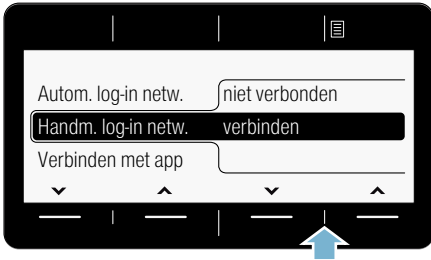 Autom. log-in netw. niet verbonden
Handm. log-in netw. verbinden
Verbinden met app